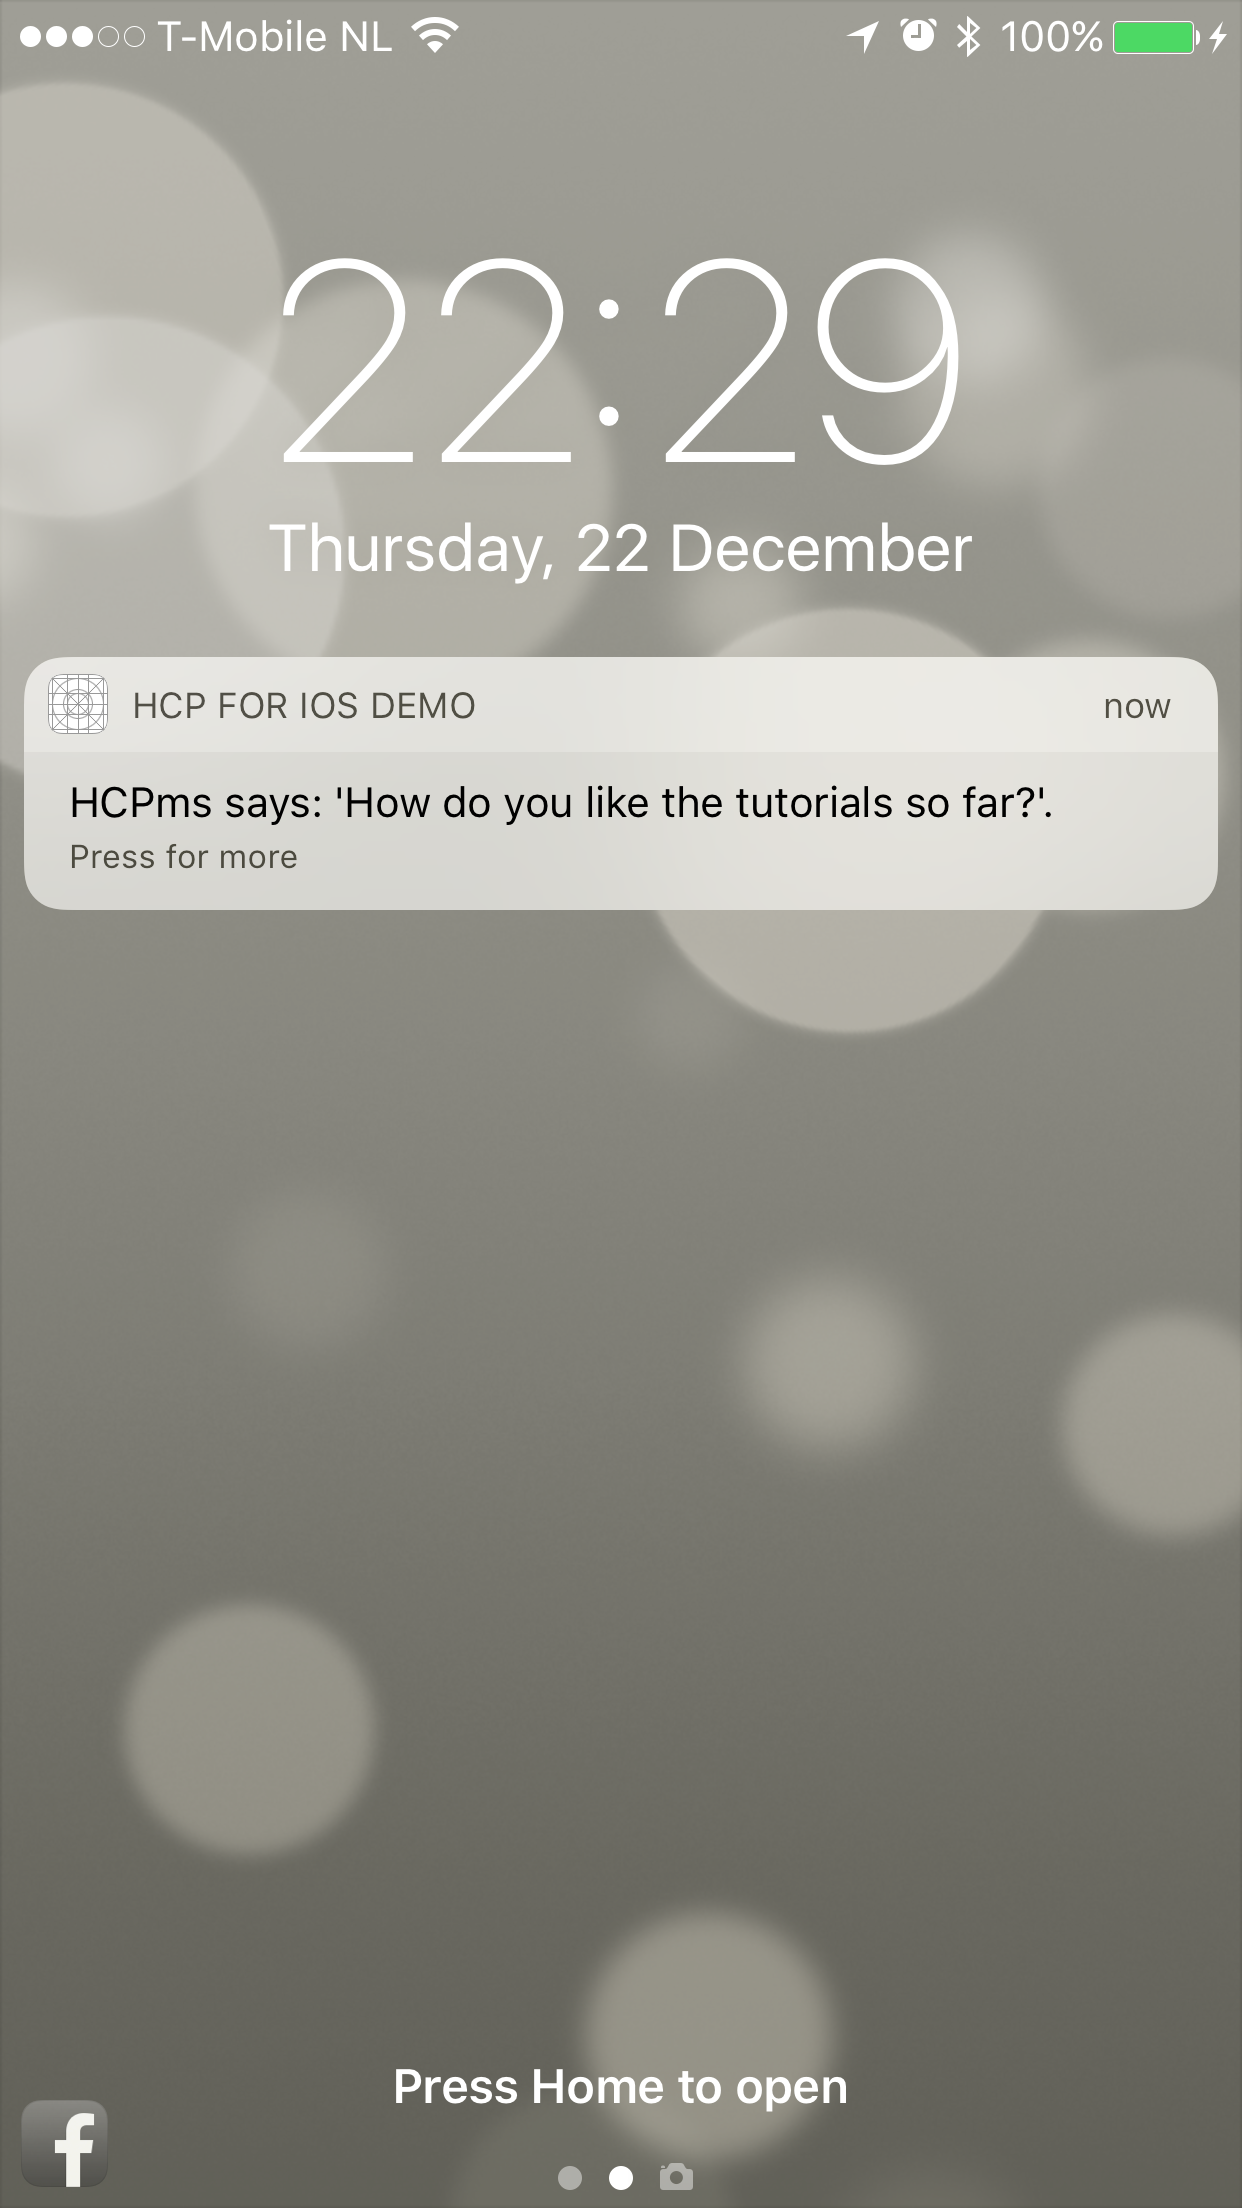 T-Mobile NL 100%
22:29
Thursday, 22 December
HCP FOR IOS DEMO now
HCPms says: 'How do you like the tutorials so far?'.
Press for more
Press Home to open
f